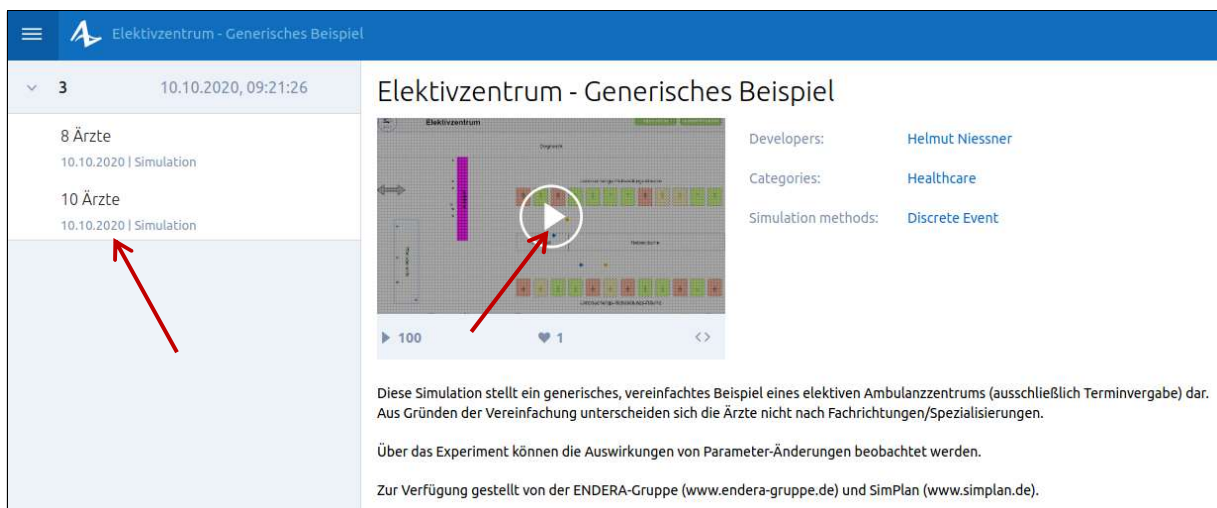 Elektivzentrum - Generisches Beispiel
3 10.10.2020, 09:21:26
8 Ärzte
10.10.2020 | Simulation
10 Ärzte
10.10.2020 | Simulation
Elektivzentrum - Generisches Beispiel
Elektivzentrum
Developers: Helmut Niessner
Categories: Healthcare
Simulation methods: Discrete Event
100 1 <>
Diese Simulation stellt ein generisches, vereinfachtes Beispiel eines elektiven Ambulanzzentrums (ausschließlich Terminvergabe) dar.
Aus Gründen der Vereinfachung unterscheiden sich die Ärzte nicht nach Fachrichtungen/Spezialisierungen.
Über das Experiment können die Auswirkungen von Parameter-Änderungen beobachtet werden.
Zur Verfügung gestellt von der ENDERA-Gruppe (www.endera-gruppe.de) und SimPlan (www.simplan.de).